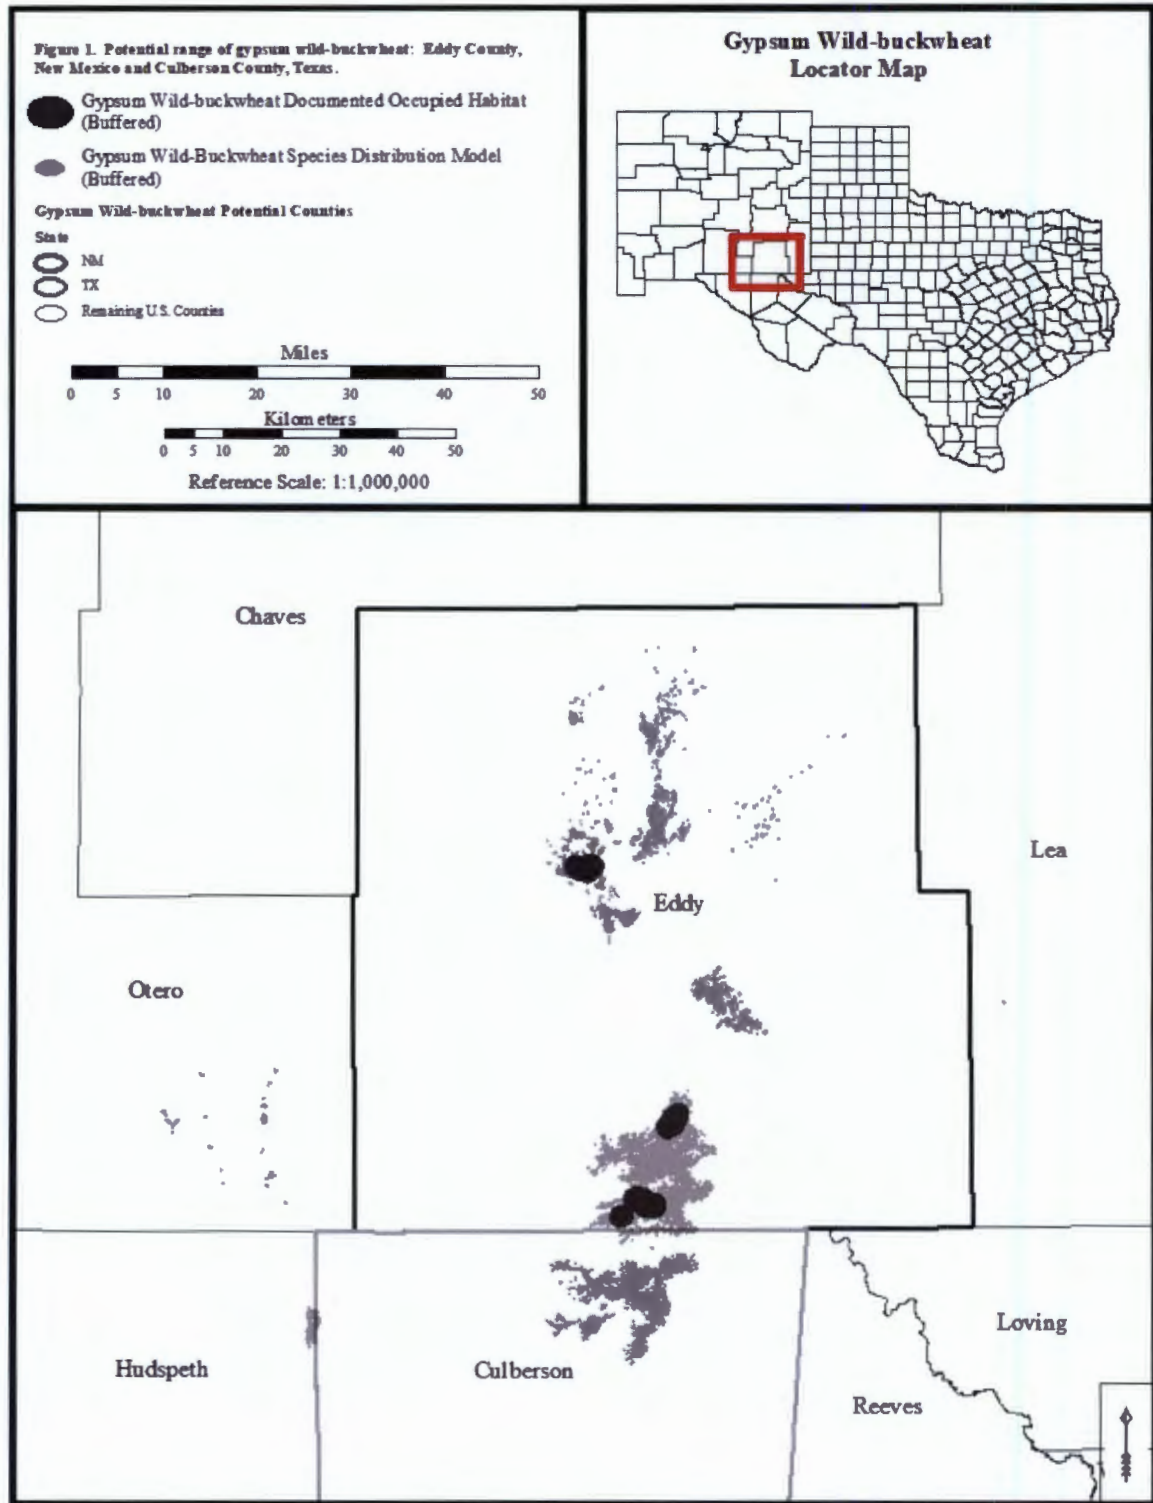 Figure 1. Potential range of gypsum wild-buckwheat: Eddy County,
New Mexico and Culberson County, Texas.
Gypsum Wild-buckwheat Documented Occupied Habitat
(Buffered)
Gypsum Wild-Buckwheat Species Distribution Model
(Buffered)
Gypsum Wild-buckwheat Potential Counties
State
NM
TX
Remaining U.S. Counties
Miles
0 5 10 20 30 40 50
Kilometers
0 5 10 20 30 40 50
Reference Scale: 1:1,000,000
Gypsum Wild-buckwheat
Locator Map
Chaves
Lea
Eddy
Otero
Loving
Hudspeth
Culberson
Reeves